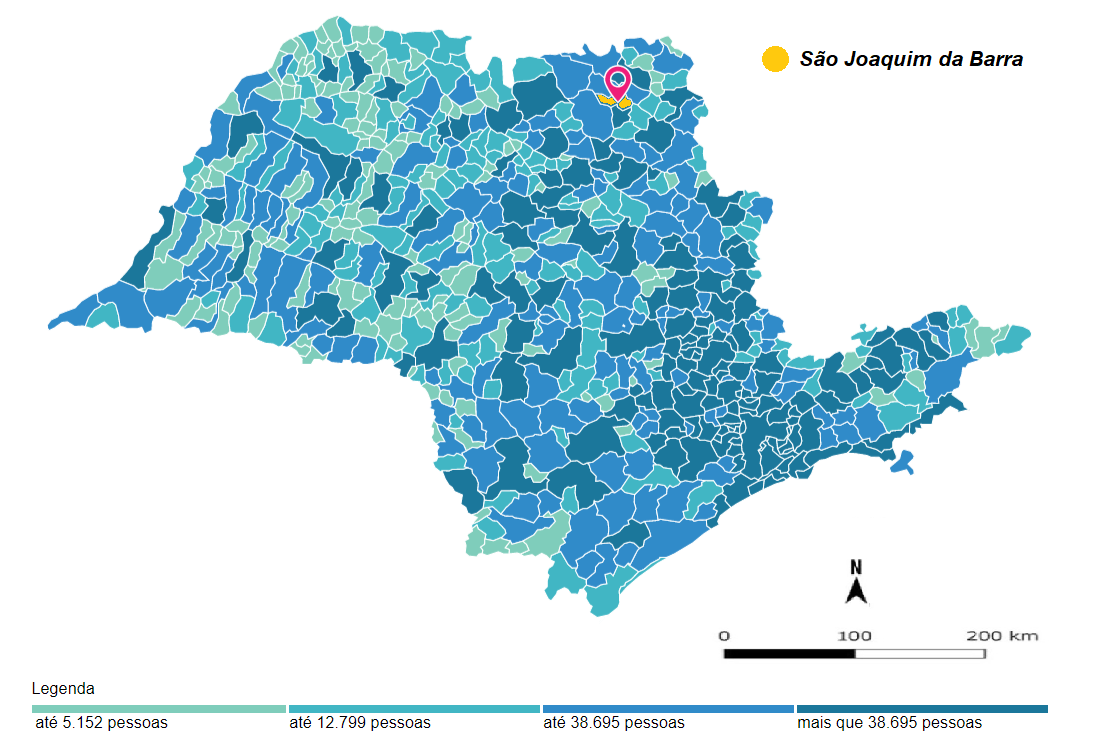 São Joaquim da Barra
N
0 100 200 km
Legenda
até 5.152 pessoas
até 12.799 pessoas
até 38.695 pessoas
mais que 38.695 pessoas